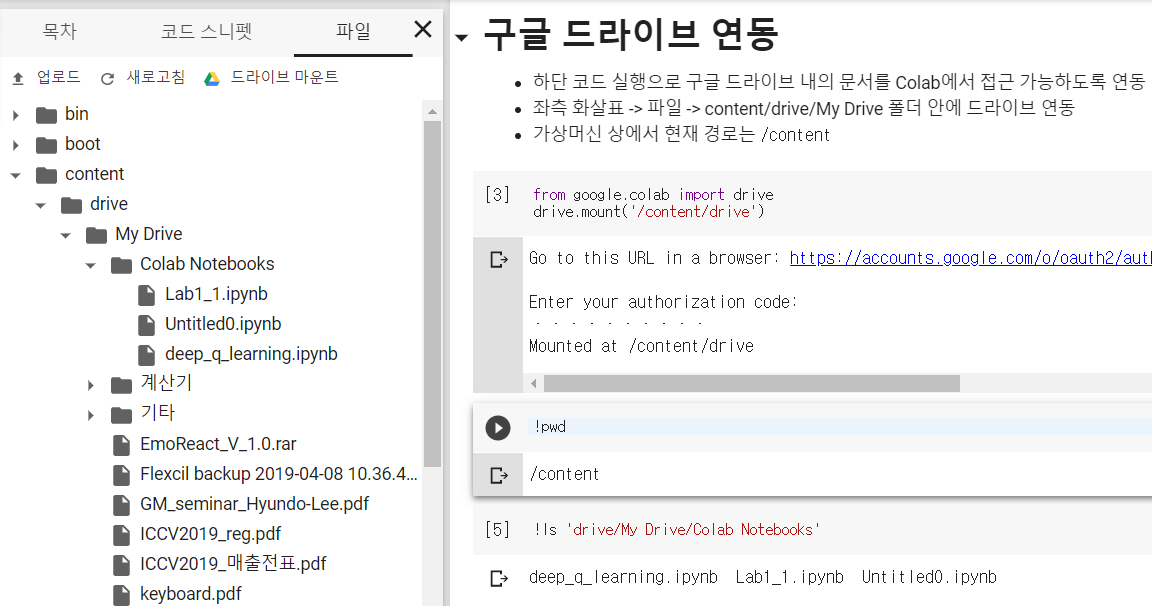 목차 코드 스니펫 파일
업로드 새로고침 드라이브 마운트
bin
boot
content
drive
My Drive
Colab Notebooks
Lab1_1.ipynb
Untitled0.ipynb
deep_q_learning.ipynb
계산기
기타
EmoReact_V_1.0.rar
Flexcil backup 2019-04-08 10.36.4...
GM_seminar_Hyundo-Lee.pdf
ICCV2019_reg.pdf
ICCV2019_매출전표.pdf
keyboard.pdf
구글 드라이브 연동
• 하단 코드 실행으로 구글 드라이브 내의 문서를 Colab에서 접근 가능하도록 연동
• 좌측 화살표 -> 파일 -> content/drive/My Drive 폴더 안에 드라이브 연동
• 가상머신 상에서 현재 경로는 /content
[3] from google.colab import drive
drive.mount('/content/drive')
Go to this URL in a browser: https://accounts.google.com/o/oauth2/aut
Enter your authorization code:
··········
Mounted at /content/drive
!pwd
/content
[5] !ls 'drive/My Drive/Colab Notebooks'
deep_q_learning.ipynb Lab1_1.ipynb Untitled0.ipynb